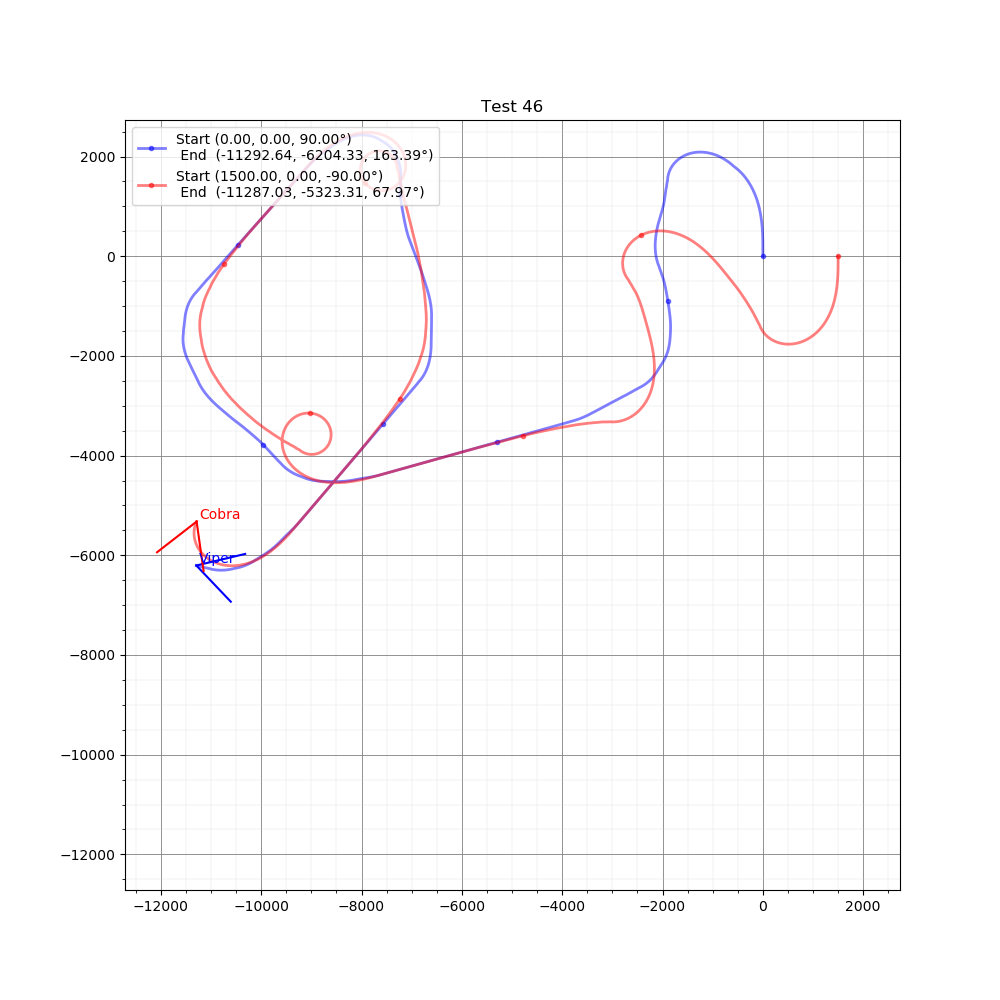 Test 46
Start (0.00, 0.00, 90.00°)
End (-11292.64, -6204.33, 163.39°)
Start (1500.00, 0.00, -90.00°)
End (-11287.03, -5323.31, 67.97°)
2000
0
−2000
−4000
−6000
−8000
−10000
−12000
Cobra
Viper
−12000 −10000 −8000 −6000 −4000 −2000 0 2000